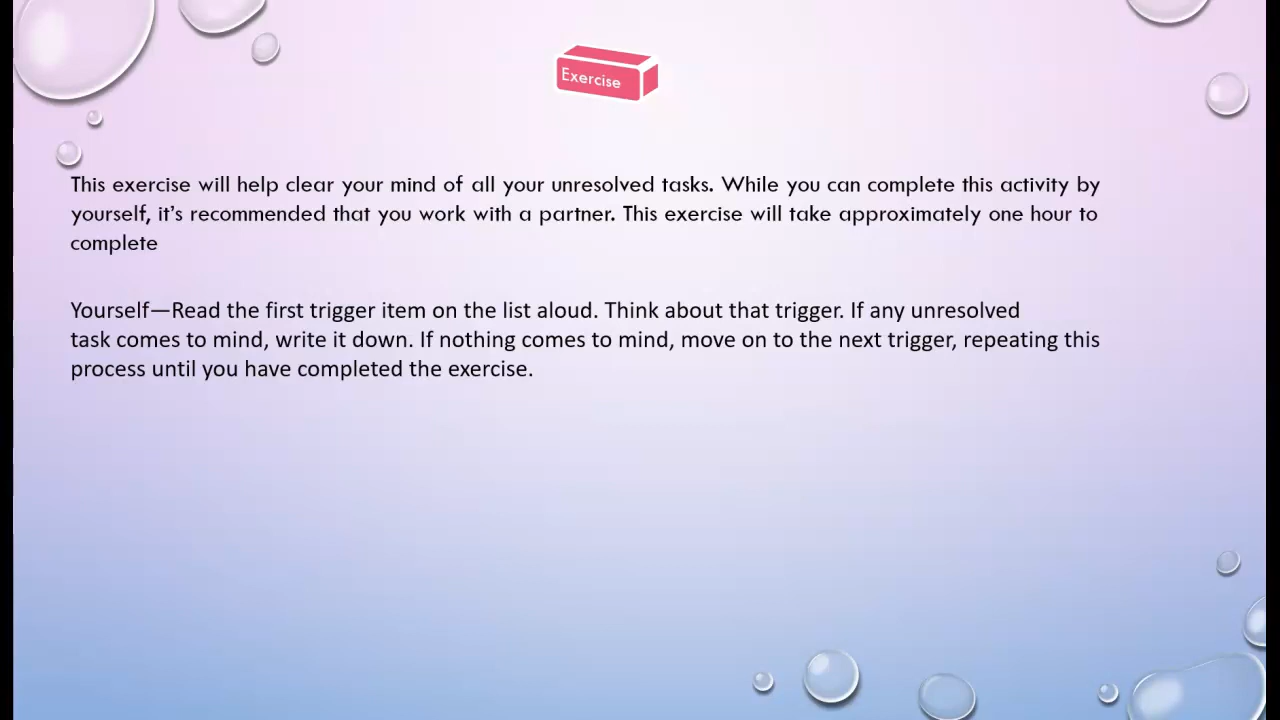 Exercise
This exercise will help clear your mind of all your unresolved tasks. While you can complete this activity by
yourself, it’s recommended that you work with a partner. This exercise will take approximately one hour to
complete
Yourself—Read the first trigger item on the list aloud. Think about that trigger. If any unresolved
task comes to mind, write it down. If nothing comes to mind, move on to the next trigger, repeating this
process until you have completed the exercise.